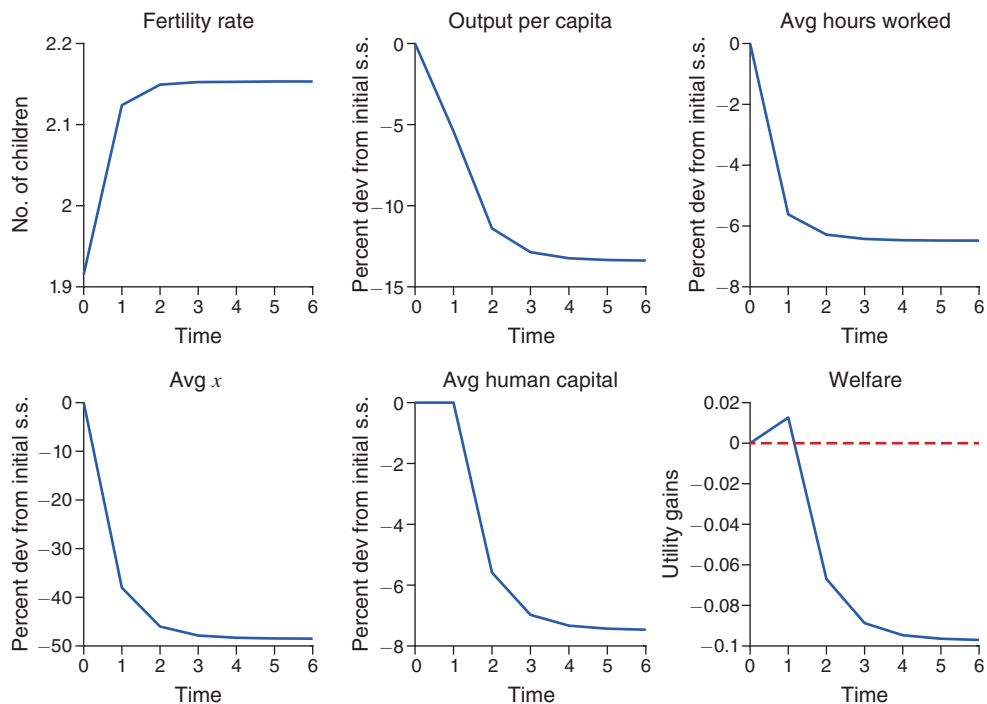 Fertility rate
No. of children
2.2
2.1
2
1.9
0 1 2 3 4 5 6
Time
Output per capita
Percent dev from initial s.s.
0
−5
−10
−15
0 1 2 3 4 5 6
Time
Avg hours worked
Percent dev from initial s.s.
0
−2
−4
−6
−8
0 1 2 3 4 5 6
Time
Avg x
Percent dev from initial s.s.
0
−10
−20
−30
−40
−50
0 1 2 3 4 5 6
Time
Avg human capital
Percent dev from initial s.s.
0
−2
−4
−6
−8
0 1 2 3 4 5 6
Time
Welfare
Utility gains
0.02
0
−0.02
−0.04
−0.06
−0.08
−0.1
0 1 2 3 4 5 6
Time